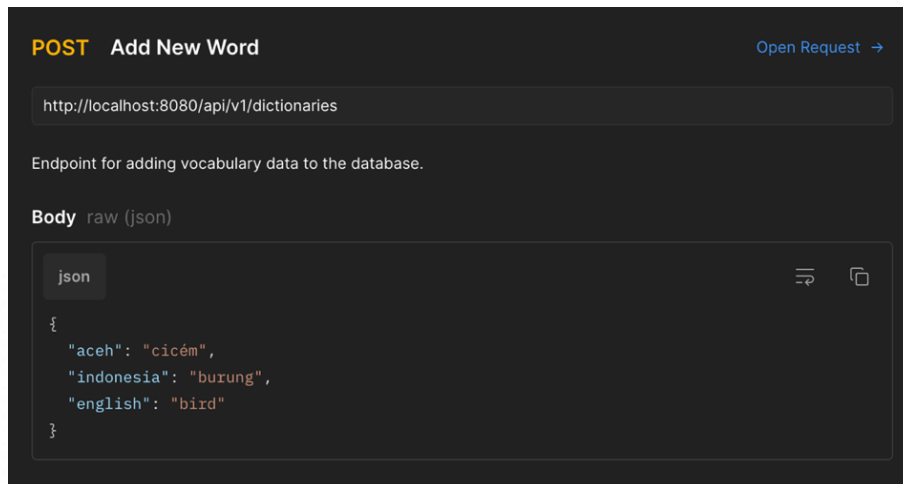 POST Add New Word
Open Request →
http://localhost:8080/api/v1/dictionaries
Endpoint for adding vocabulary data to the database.
Body raw (json)
json
{
"aceh": "cicém",
"indonesia": "burung",
"english": "bird"
}